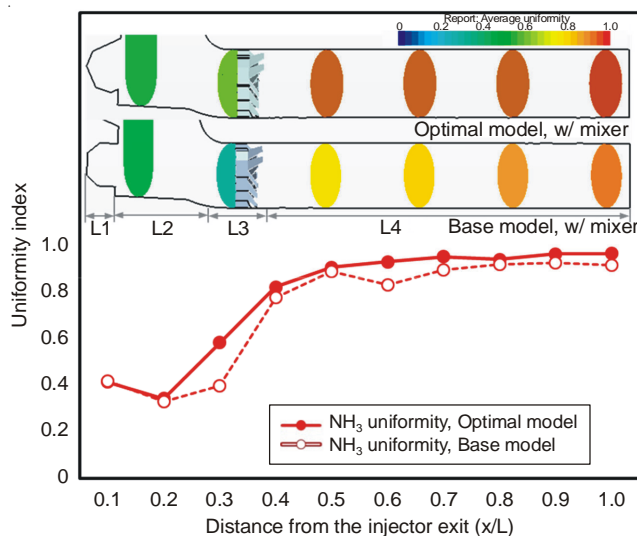 Report: Average uniformity
0 0.2 0.4 0.6 0.8 1.0
Optimal model, w/ mixer
L1 L2 L3 L4
Base model, w/ mixer
Uniformity index
1.0
0.8
0.6
0.4
0.2
0
NH₃ uniformity, Optimal model
NH₃ uniformity, Base model
0.1 0.2 0.3 0.4 0.5 0.6 0.7 0.8 0.9 1.0
Distance from the injector exit (x/L)